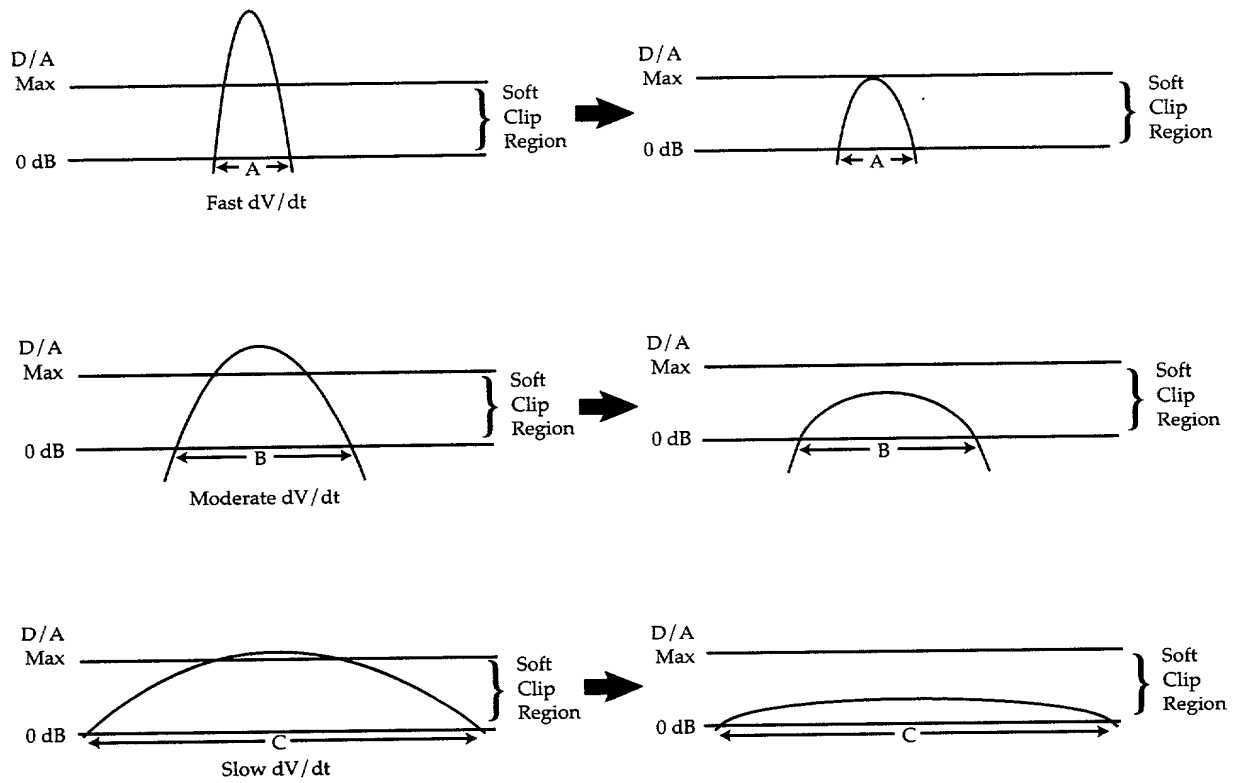 D/A
Max
0 dB
A
Fast dV/dt
Soft
Clip
Region
D/A
Max
0 dB
A
Soft
Clip
Region
D/A
Max
0 dB
B
Moderate dV/dt
Soft
Clip
Region
D/A
Max
0 dB
B
Soft
Clip
Region
D/A
Max
0 dB
C
Slow dV/dt
Soft
Clip
Region
D/A
Max
0 dB
C
Soft
Clip
Region